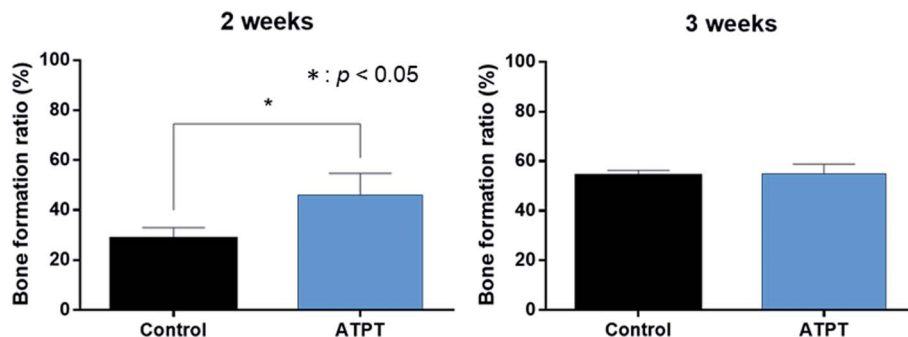 2 weeks
Bone formation ratio (%)
100
80
60
40
20
0
* : p < 0.05
*
Control
ATPT
3 weeks
Bone formation ratio (%)
100
80
60
40
20
0
Control
ATPT